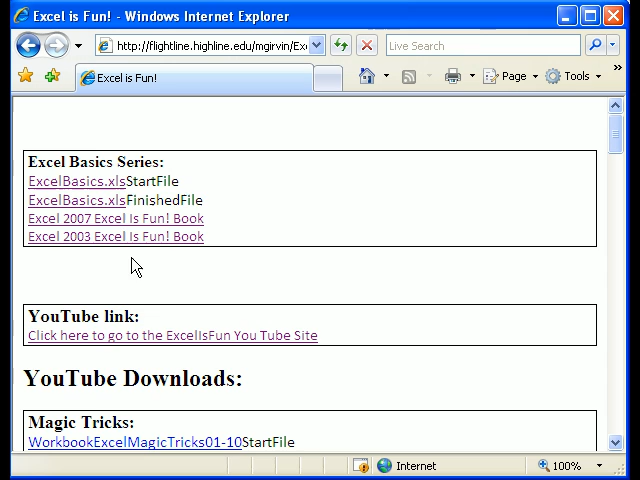 Excel is Fun! - Windows Internet Explorer
http://flightline.highline.edu/mgirvin/Exc
Live Search
Excel is Fun!
Page
Tools
»
Excel Basics Series:
ExcelBasics.xlsStartFile
ExcelBasics.xlsFinishedFile
Excel 2007 Excel Is Fun! Book
Excel 2003 Excel Is Fun! Book
YouTube link:
Click here to go to the ExcelIsFun You Tube Site
YouTube Downloads:
Magic Tricks:
WorkbookExcelMagicTricks01-10StartFile
Internet
100%